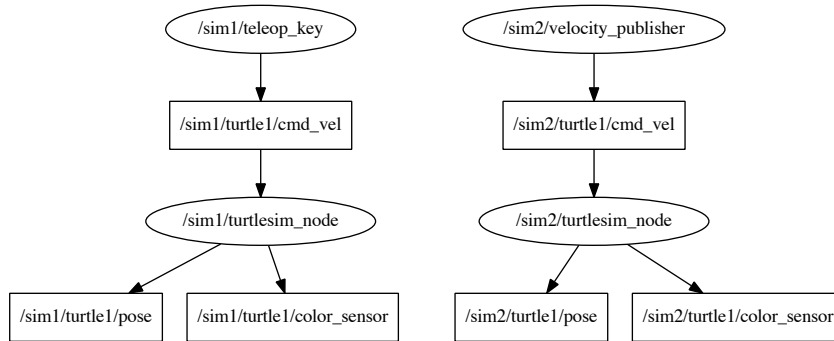 /sim1/teleop_key
/sim2/velocity_publisher
/sim1/turtle1/cmd_vel
/sim2/turtle1/cmd_vel
/sim1/turtlesim_node
/sim2/turtlesim_node
/sim1/turtle1/pose
/sim1/turtle1/color_sensor
/sim2/turtle1/pose
/sim2/turtle1/color_sensor